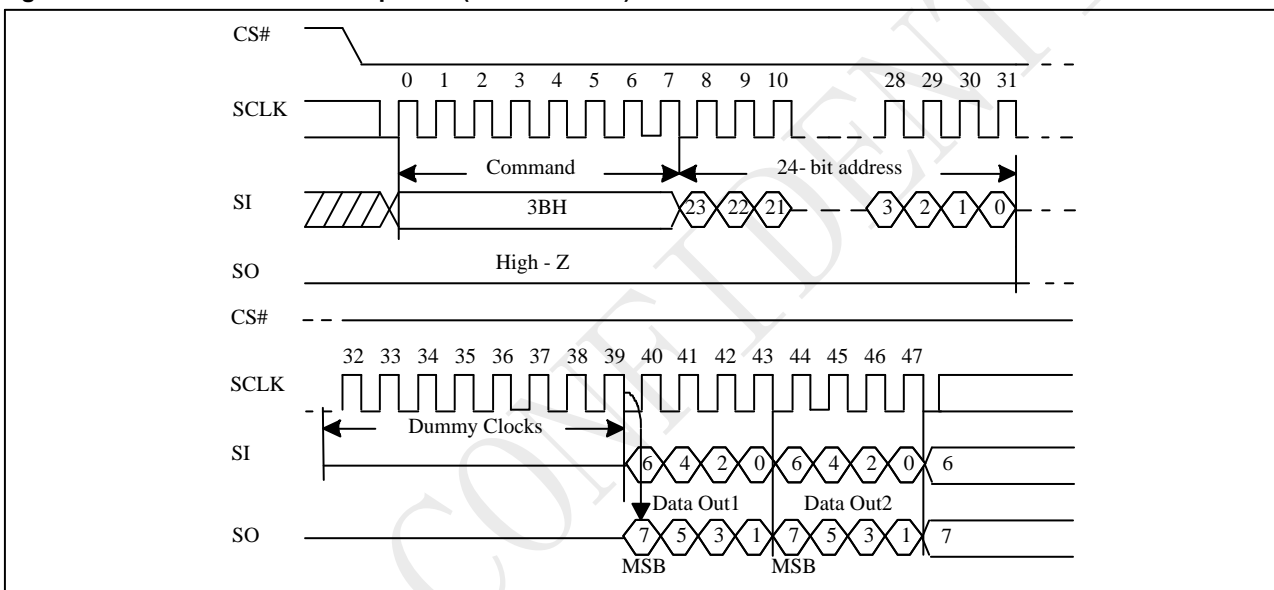 CS#
0 1 2 3 4 5 6 7 8 9 10 28 29 30 31
SCLK
Command 24- bit address
SI 3BH 23 22 21 3 2 1 0
High - Z
SO
CS#
32 33 34 35 36 37 38 39 40 41 42 43 44 45 46 47
SCLK
Dummy Clocks
SI 6 4 2 0 6 4 2 0 6
Data Out1 Data Out2
SO 7 5 3 1 7 5 3 1 7
MSB MSB